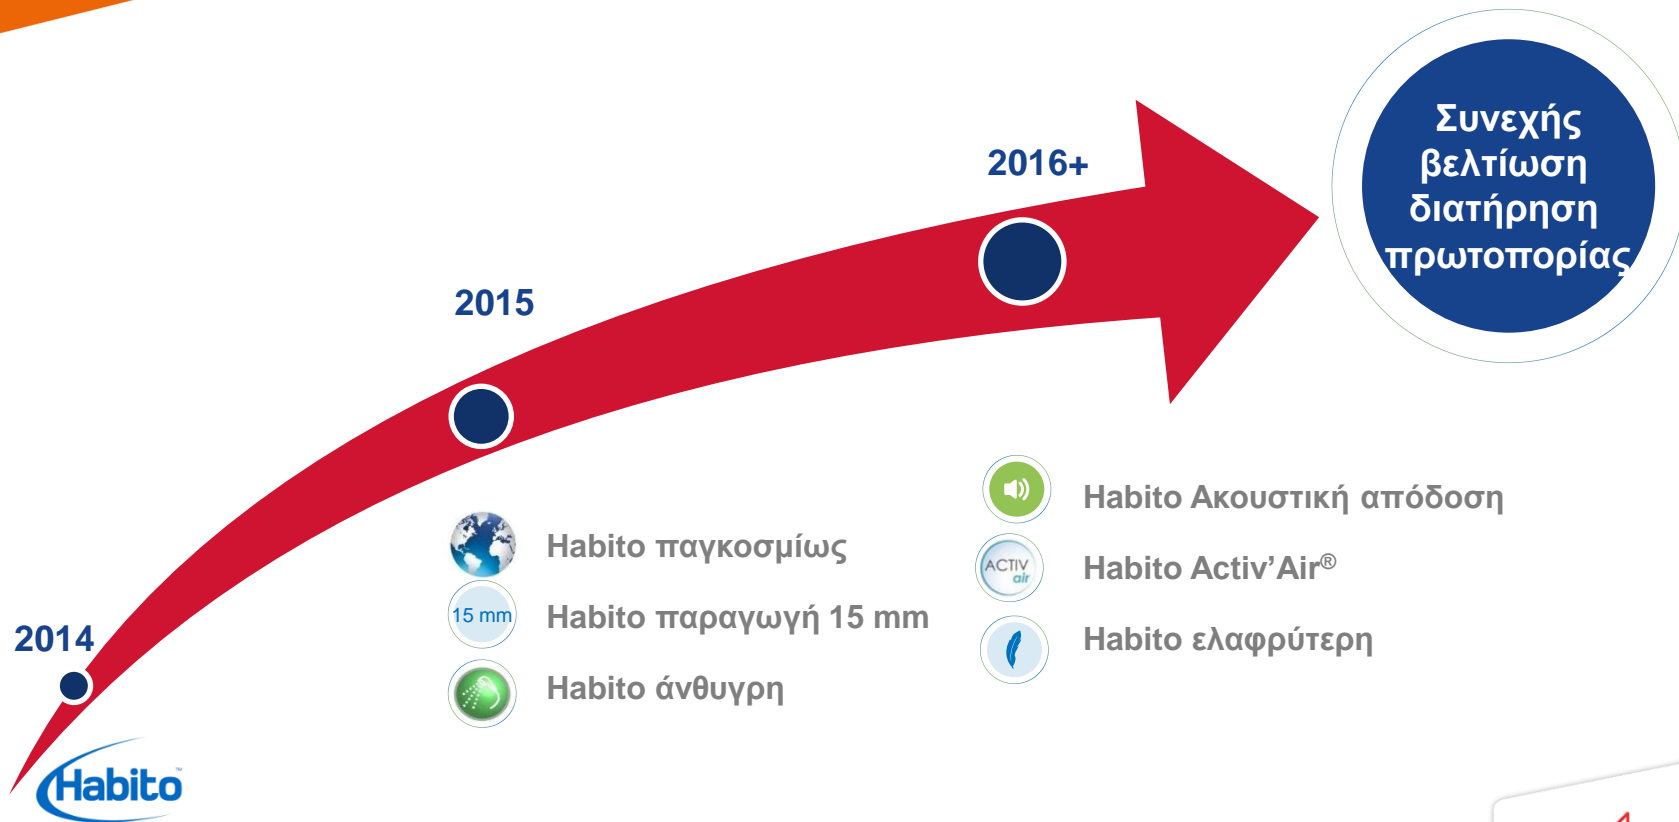 Συνεχής
βελτίωση
διατήρηση
πρωτοπορίας
2016+
2015
2014
Habito παγκοσμίως
15 mm
Habito παραγωγή 15 mm
Habito άνθυγρη
Habito Ακουστική απόδοση
ACTIV
air
Habito Activ’Air®
Habito ελαφρύτερη
Habito™